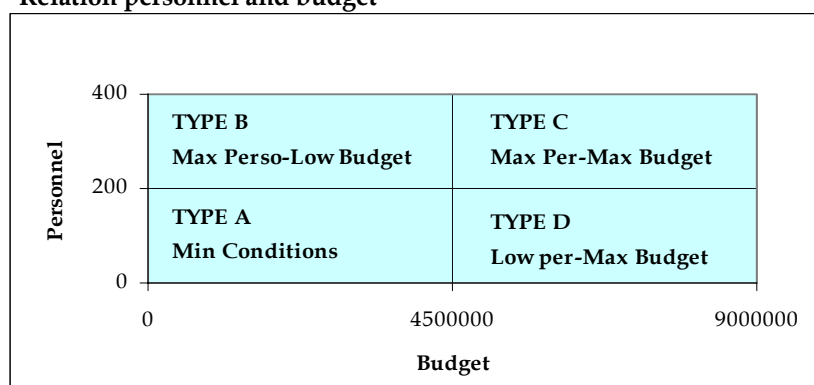 Relation personnel and budget
400
TYPE B
Max Perso-Low Budget
TYPE C
Max Per-Max Budget
Personnel
200
TYPE A
Min Conditions
TYPE D
Low per-Max Budget
0
0
4500000
9000000
Budget